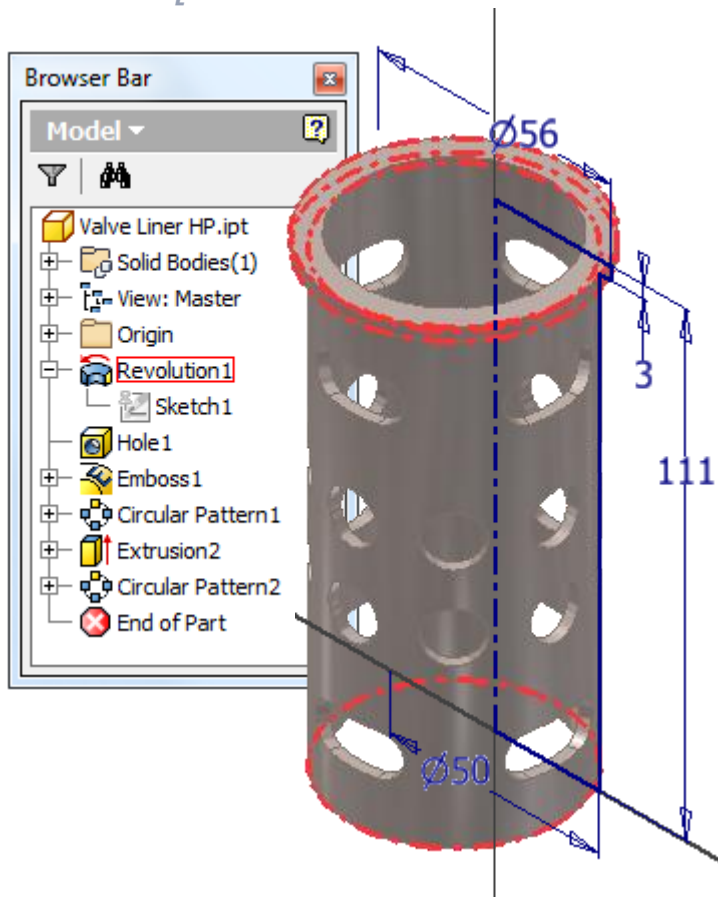 Browser Bar
Model
?
Valve Liner HP.ipt
Solid Bodies(1)
View: Master
Origin
Revolution1
Sketch1
Hole1
Emboss1
Circular Pattern1
Extrusion2
Circular Pattern2
End of Part
Ø56
3
111
Ø50